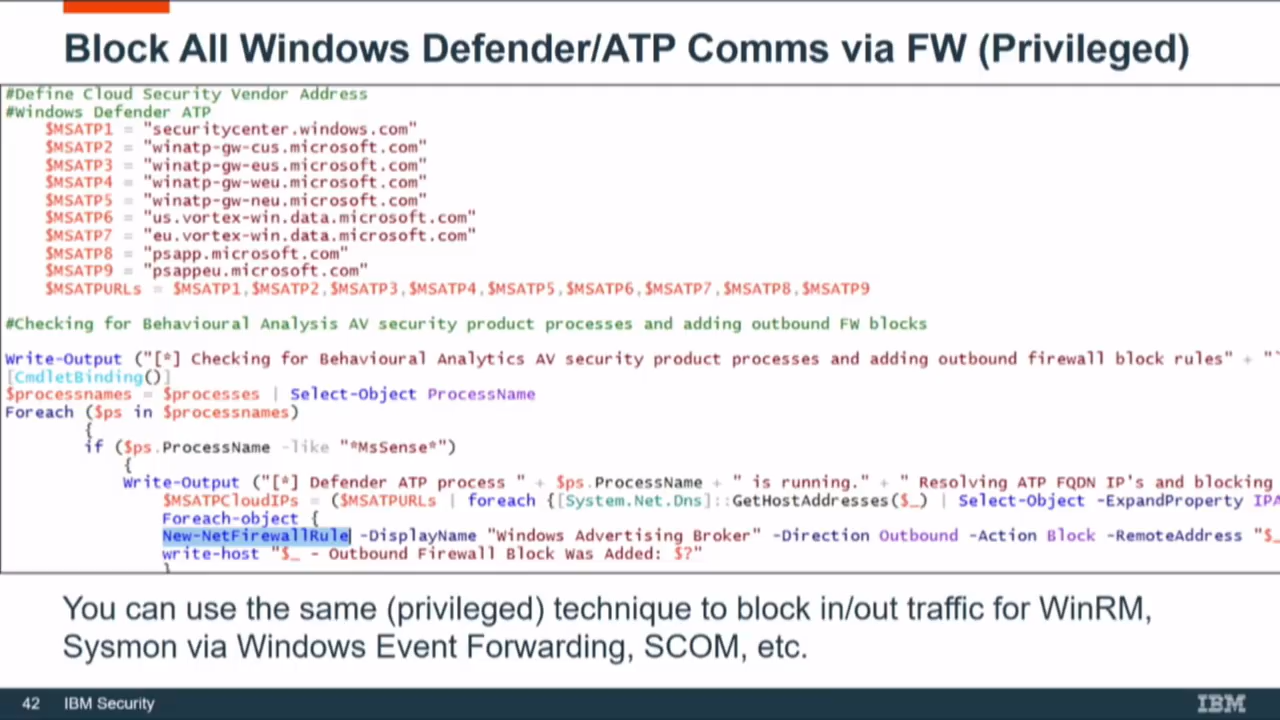 Block All Windows Defender/ATP Comms via FW (Privileged)
#Define Cloud Security Vendor Address
#Windows Defender ATP
$MSATP1 = "securitycenter.windows.com"
$MSATP2 = "winatp-gw-cus.microsoft.com"
$MSATP3 = "winatp-gw-eus.microsoft.com"
$MSATP4 = "winatp-gw-weu.microsoft.com"
$MSATP5 = "winatp-gw-neu.microsoft.com"
$MSATP6 = "us.vortex-win.data.microsoft.com"
$MSATP7 = "eu.vortex-win.data.microsoft.com"
$MSATP8 = "psapp.microsoft.com"
$MSATP9 = "psappeu.microsoft.com"
$MSATPURLs = $MSATP1,$MSATP2,$MSATP3,$MSATP4,$MSATP5,$MSATP6,$MSATP7,$MSATP8,$MSATP9
#Checking for Behavioural Analysis AV security product processes and adding outbound FW blocks
Write-Output ("[*] Checking for Behavioural Analytics AV security product processes and adding outbound firewall block rules" + "`
[CmdletBinding()]
$processnames = $processes | Select-Object ProcessName
Foreach ($ps in $processnames)
{
if ($ps.ProcessName -like "*MsSense*")
{
Write-Output ("[*] Defender ATP process " + $ps.ProcessName + " is running." + " Resolving ATP FQDN IP's and blocking
$MSATPCloudIPs = ($MSATPURLs | foreach {[System.Net.Dns]::GetHostAddresses($_) | Select-Object -ExpandProperty IPA
Foreach-object {
New-NetFirewallRule -DisplayName "Windows Advertising Broker" -Direction Outbound -Action Block -RemoteAddress "$_
write-host "$_ - Outbound Firewall Block Was Added: $?"
}
You can use the same (privileged) technique to block in/out traffic for WinRM,
Sysmon via Windows Event Forwarding, SCOM, etc.
42 IBM Security
IBM